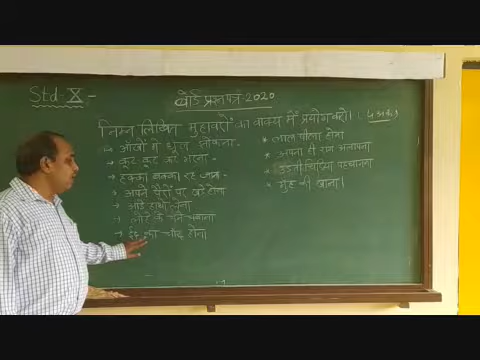 Std-X-
बोर्ड प्रश्नपत्र-2020
निम्न लिखित मुहावरों का वाक्य में प्रयोग करो। (4 अंक)
→ आँखों में धूल झोंकना-
→ कूट कूट कर भरना-
→ हक्का बक्का रह जाना-
→ अपने पैरों पर खड़े होना
→ आड़े हाथों लेना
→ लोहे के चने चबाना
→ ईद का चाँद होना
* लाल पीला होना
* अपना ही राग अलापना
* उड़ती चिड़िया पहचानना
* की खाना।